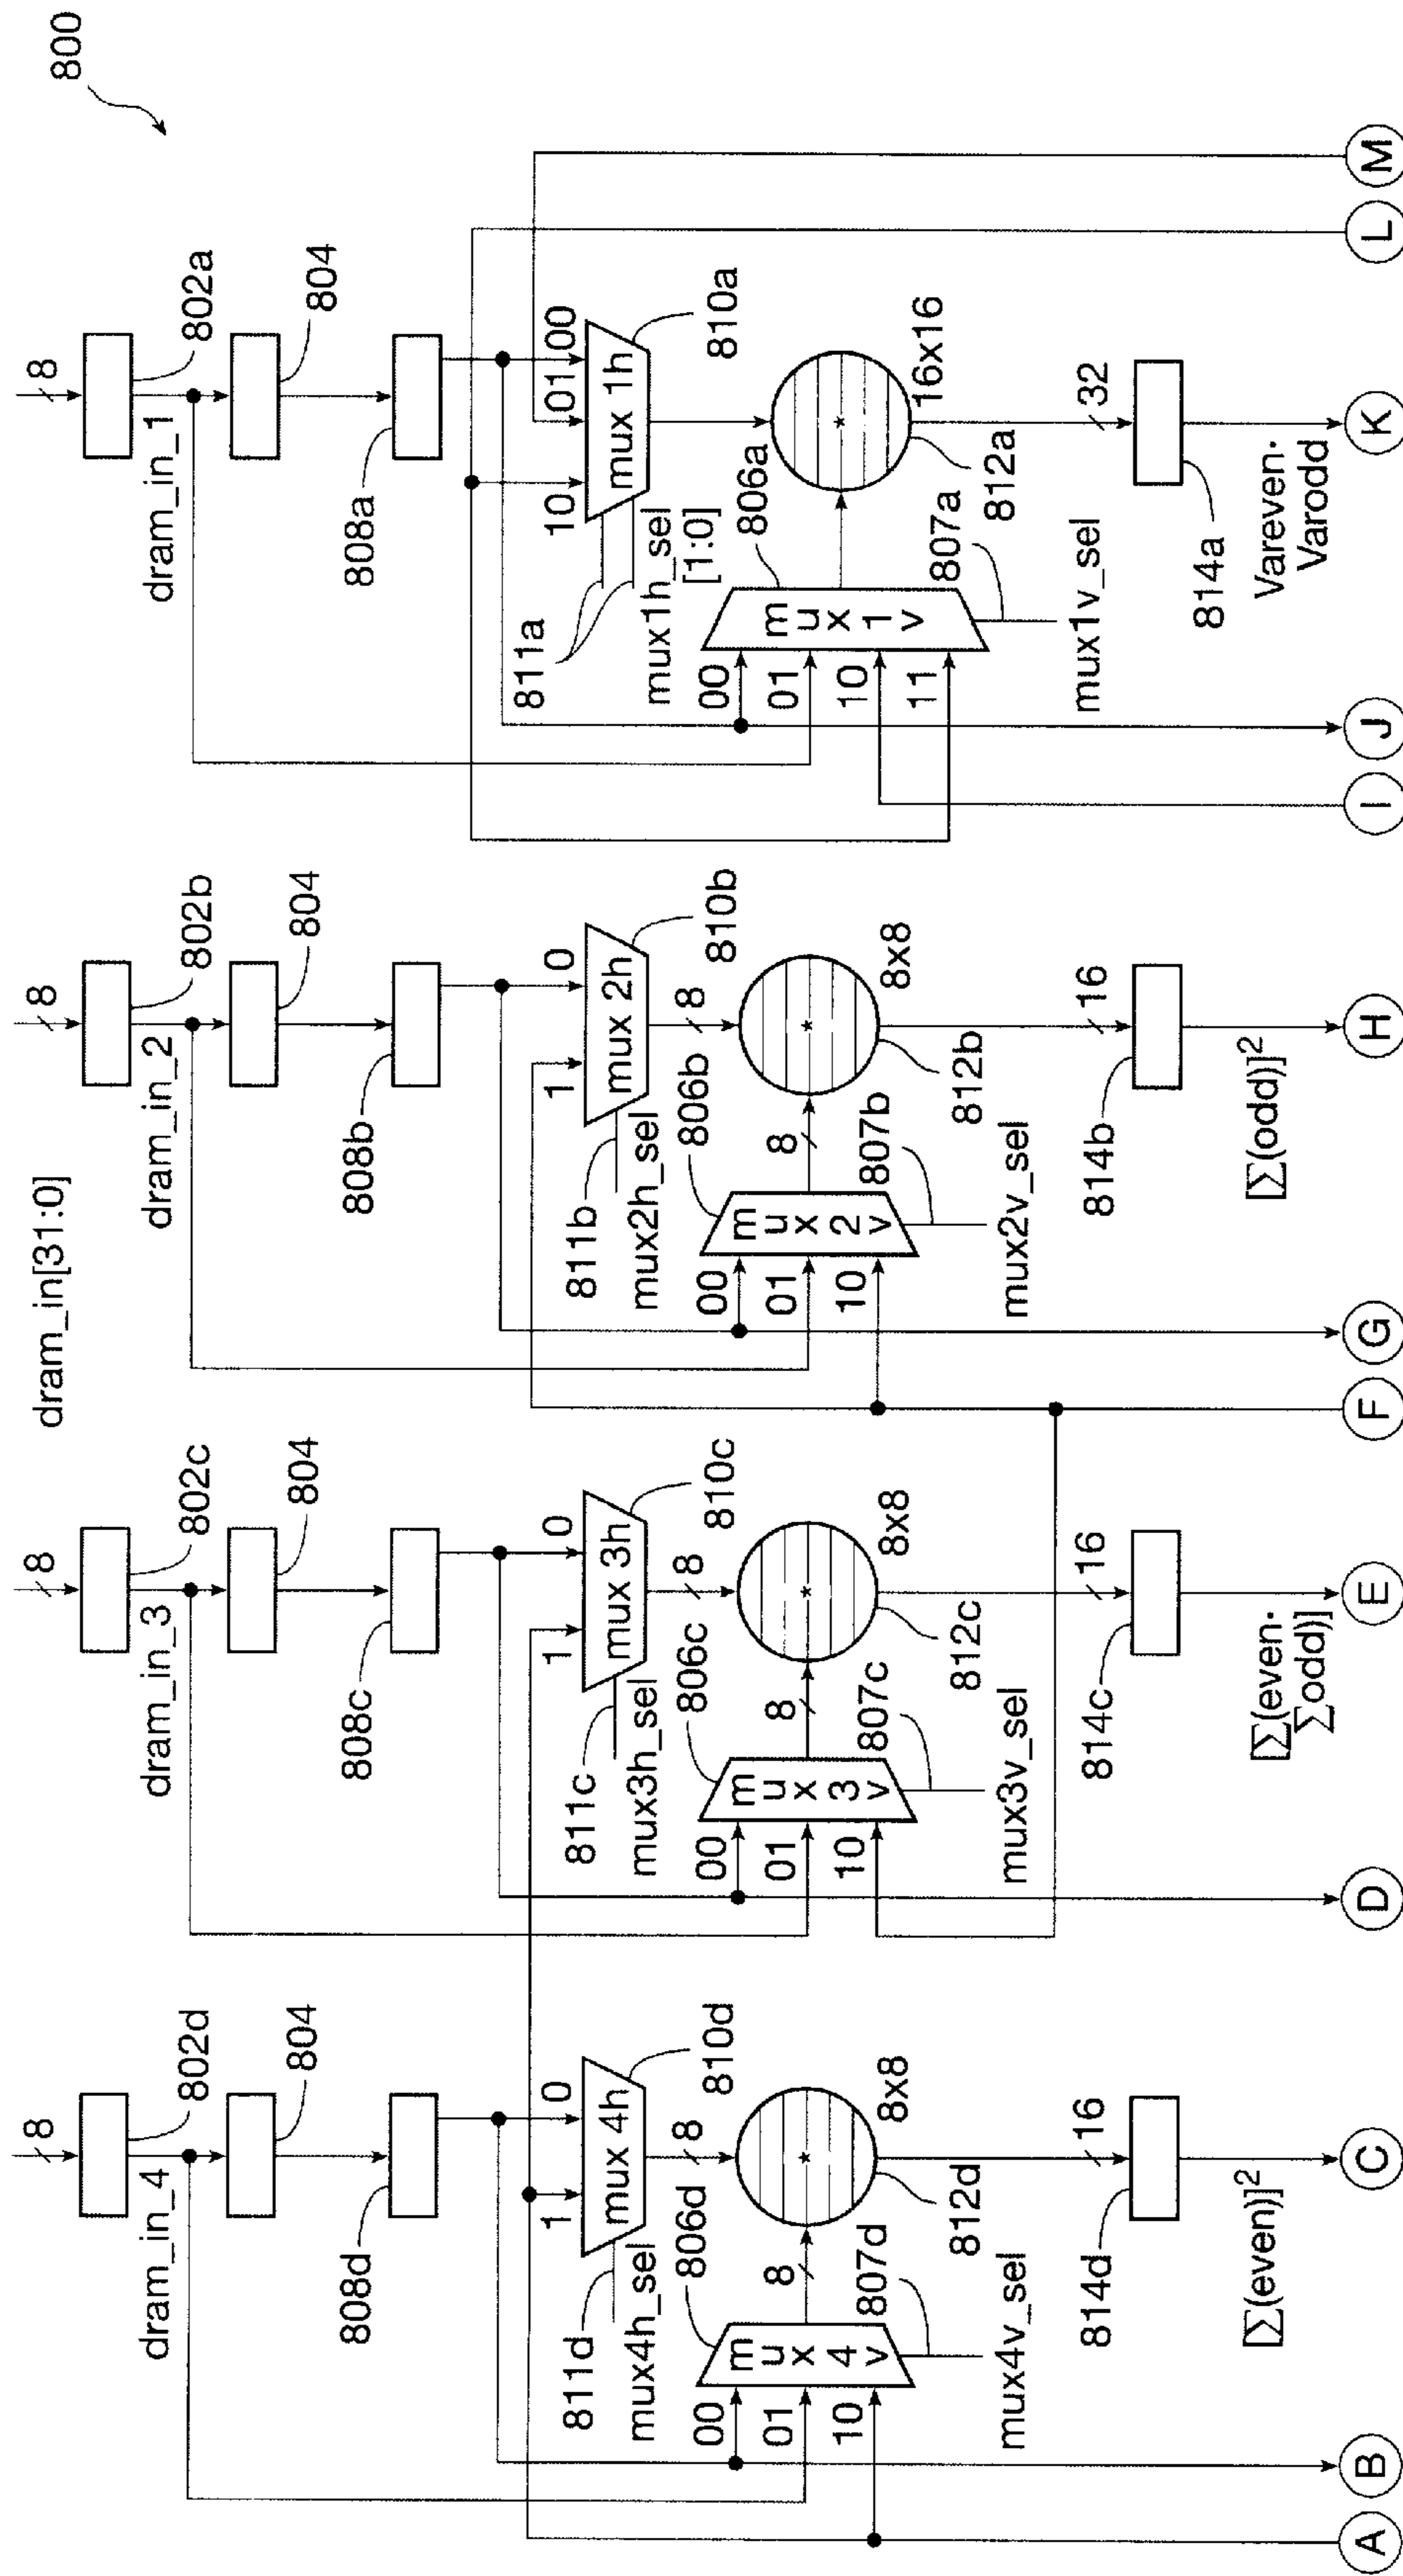 800
dram_in[31:0]
8
802d
dram_in_4
804
808d
1
0
mux 4h
810d
811d
mux4h_sel
8
806d
00
01
10
m
u
x
4
v
8
*
8x8
812d
807d
mux4v_sel
16
814d
[∑(even)]²
8
802c
dram_in_3
804
808c
1
0
mux 3h
810c
811c
mux3h_sel
8
806c
00
01
10
m
u
x
3
v
8
*
8x8
812c
807c
mux3v_sel
16
814c
[∑(even·
∑odd)]
8
802b
dram_in_2
804
808b
1
0
mux 2h
810b
811b
mux2h_sel
8
806b
00
01
10
m
u
x
2
v
8
*
8x8
812b
807b
mux2v_sel
16
814b
[∑(odd)]²
8
802a
dram_in_1
804
808a
10
01
00
mux 1h
810a
811a
mux1h_sel
[1:0]
806a
00
01
10
11
m
u
x
1
v
*
16x16
812a
807a
mux1v_sel
32
814a
Vareven·
Varodd
A
B
C
D
E
F
G
H
I
J
K
L
M